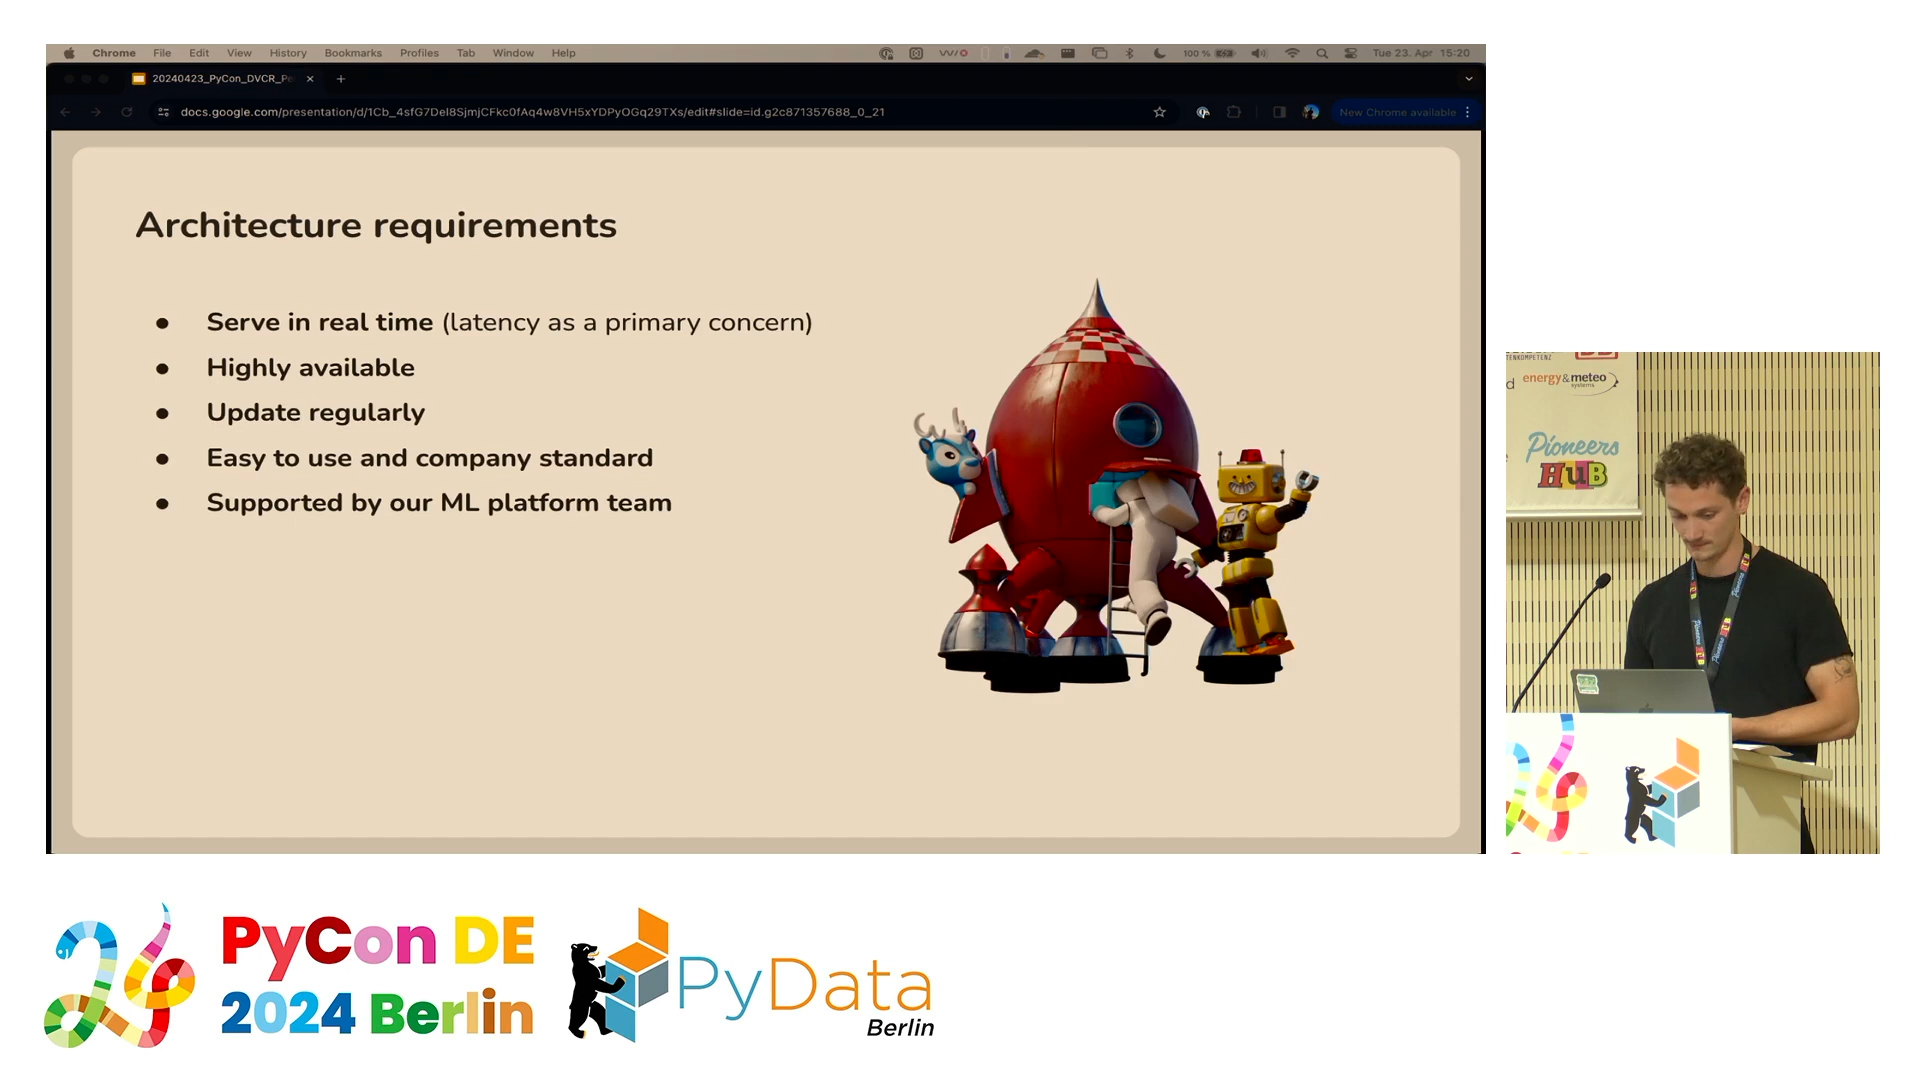 Chrome File Edit View History Bookmarks Profiles Tab Window Help 100 % Tue 23. Apr 15:20
20240423_PyCon_DVCR_Pe
docs.google.com/presentation/d/1Cb_4sfG7Del8SjmjCFkc0fAq4w8VH5xYDPyOGq29TXs/edit#slide=id.g2c871357688_0_21 New Chrome available
Architecture requirements
● Serve in real time (latency as a primary concern)
● Highly available
● Update regularly
● Easy to use and company standard
● Supported by our ML platform team
TENKOMPETENZ
energy&meteo
systems
Pioneers
HuB
PyCon DE
2024 Berlin
PyData
Berlin